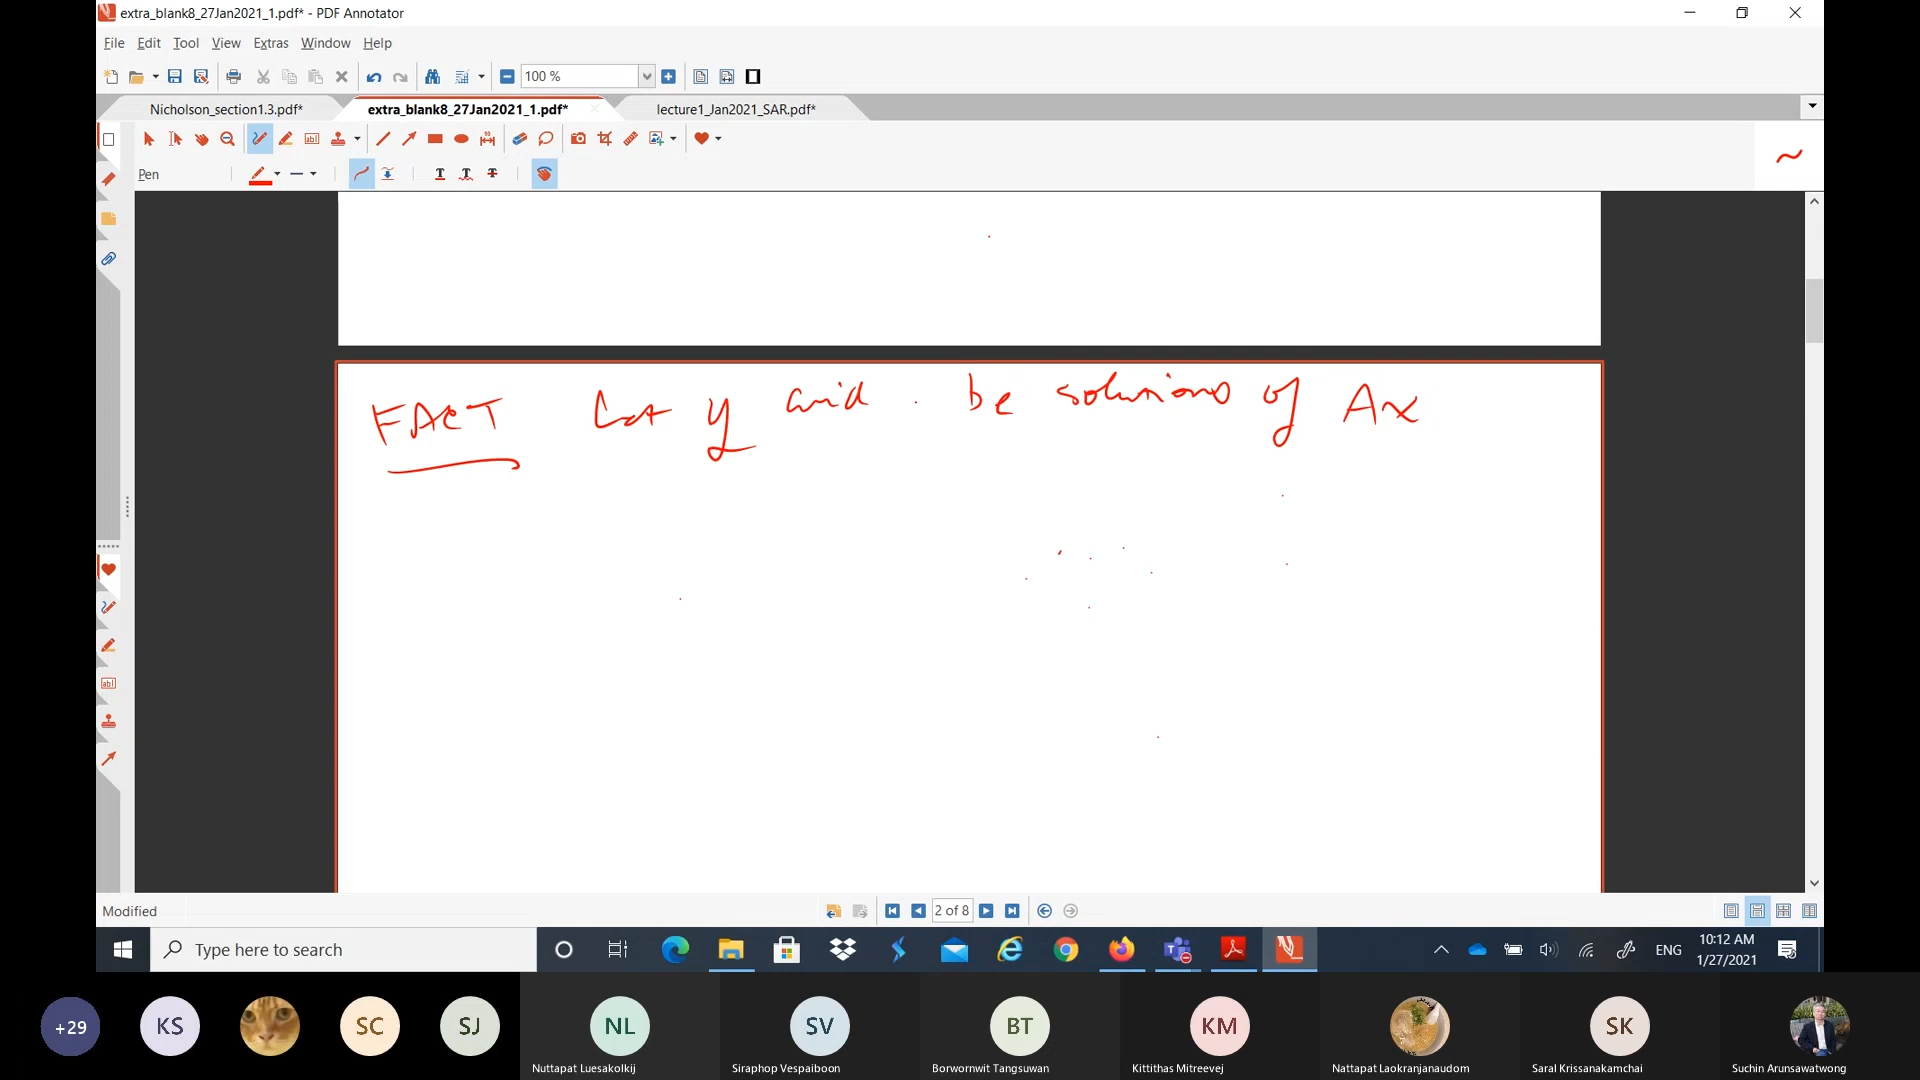 extra_blank8_27Jan2021_1.pdf* - PDF Annotator
File Edit Tool View Extras Window Help
100 %
Nicholson_section1.3.pdf* extra_blank8_27Jan2021_1.pdf* lecture1_Jan2021_SAR.pdf*
Pen
FACT Let y and be solutions of Ax
Modified
2 of 8
Type here to search
ENG
10:12 AM
1/27/2021
+29 KS SC SJ NL SV BT KM SK
Nuttapat Luesakolkij Siraphop Vespaiboon Borwornwit Tangsuwan Kittithas Mitreevej Nattapat Laokranjanaudom Saral Krissanakamchai Suchin Arunsawatwong